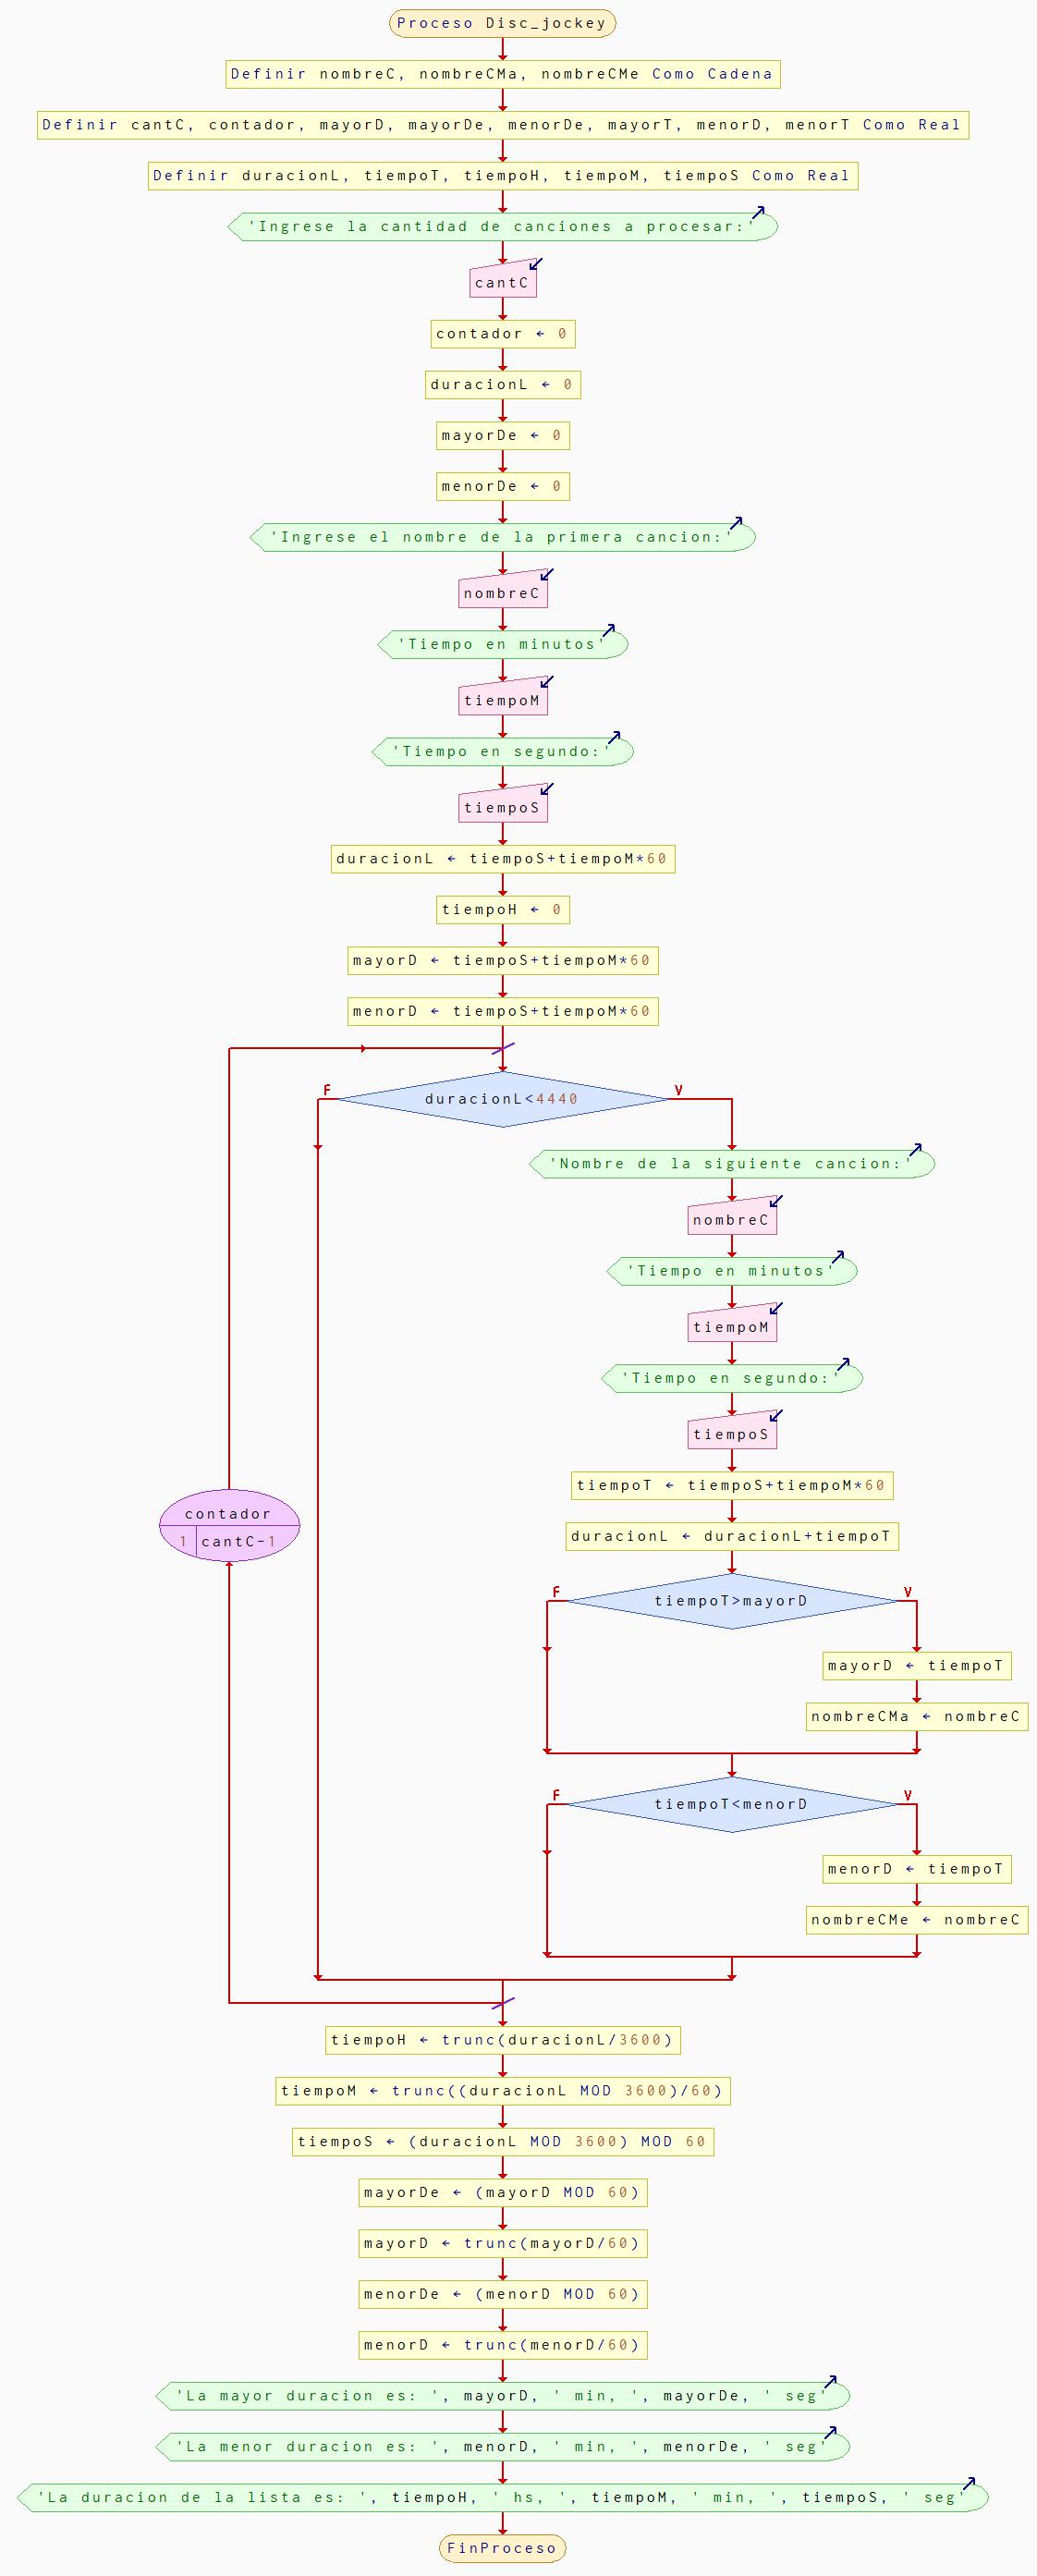 Proceso Disc_jockey
Definir nombreC, nombreCMa, nombreCMe Como Cadena
Definir cantC, contador, mayorD, mayorDe, menorDe, mayorT, menorD, menorT Como Real
Definir duracionL, tiempoT, tiempoH, tiempoM, tiempoS Como Real
'Ingrese la cantidad de canciones a procesar:'
cantC
contador ← 0
duracionL ← 0
mayorDe ← 0
menorDe ← 0
'Ingrese el nombre de la primera cancion:'
nombreC
'Tiempo en minutos'
tiempoM
'Tiempo en segundo:'
tiempoS
duracionL ← tiempoS+tiempoM*60
tiempoH ← 0
mayorD ← tiempoS+tiempoM*60
menorD ← tiempoS+tiempoM*60
F
V
duracionL<4440
'Nombre de la siguiente cancion:'
nombreC
'Tiempo en minutos'
tiempoM
'Tiempo en segundo:'
tiempoS
tiempoT ← tiempoS+tiempoM*60
contador
1 cantC-1
duracionL ← duracionL+tiempoT
F
V
tiempoT>mayorD
mayorD ← tiempoT
nombreCMa ← nombreC
F
V
tiempoT<menorD
menorD ← tiempoT
nombreCMe ← nombreC
tiempoH ← trunc(duracionL/3600)
tiempoM ← trunc((duracionL MOD 3600)/60)
tiempoS ← (duracionL MOD 3600) MOD 60
mayorDe ← (mayorD MOD 60)
mayorD ← trunc(mayorD/60)
menorDe ← (menorD MOD 60)
menorD ← trunc(menorD/60)
'La mayor duracion es: ', mayorD, ' min, ', mayorDe, ' seg'
'La menor duracion es: ', menorD, ' min, ', menorDe, ' seg'
'La duracion de la lista es: ', tiempoH, ' hs, ', tiempoM, ' min, ', tiempoS, ' seg'
FinProceso